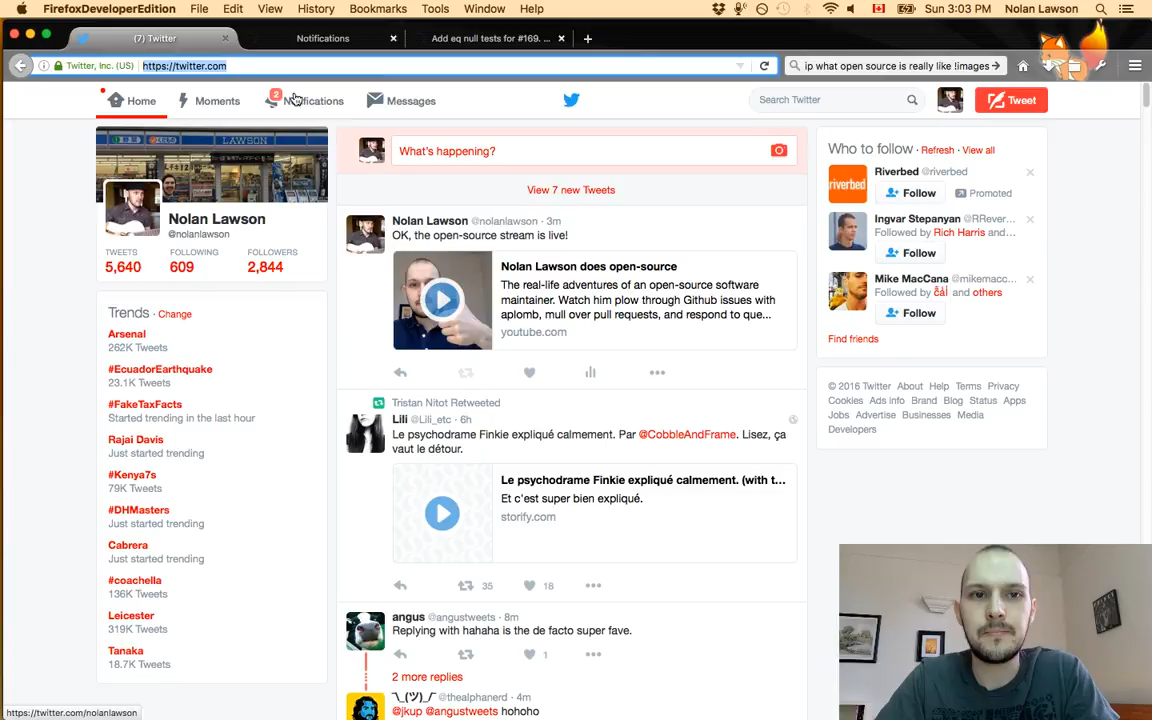 FirefoxDeveloperEdition File Edit View History Bookmarks Tools Window Help Sun 3:03 PM Nolan Lawson
(7) Twitter Notifications Add eq null tests for #169. ...
Twitter, Inc. (US) https://twitter.com ip what open source is really like !images
Home Moments 2 Notifications Messages Search Twitter Tweet
LAWSON
Nolan Lawson
@nolanlawson
TWEETS FOLLOWING FOLLOWERS
5,640 609 2,844
Trends · Change
Arsenal
262K Tweets
#EcuadorEarthquake
23.1K Tweets
#FakeTaxFacts
Started trending in the last hour
Rajai Davis
Just started trending
#Kenya7s
79K Tweets
#DHMasters
Just started trending
Cabrera
Just started trending
#coachella
136K Tweets
Leicester
319K Tweets
Tanaka
18.7K Tweets
What's happening?
View 7 new Tweets
Nolan Lawson @nolanlawson · 3m
OK, the open-source stream is live!
Nolan Lawson does open-source
The real-life adventures of an open-source software
maintainer. Watch him plow through Github issues with
aplomb, mull over pull requests, and respond to que...
youtube.com
Tristan Nitot Retweeted
Lili @Lili_etc · 6h
Le psychodrame Finkie expliqué calmement. Par @CobbleAndFrame. Lisez, ça
vaut le détour.
Le psychodrame Finkie expliqué calmement. (with t...
Et c'est super bien expliqué.
storify.com
35 18
angus @angustweets · 8m
Replying with hahaha is the de facto super fave.
1
2 more replies
¯\_(ツ)_/¯ @thealphanerd · 4m
@jkup @angustweets hohoho
Who to follow · Refresh · View all
Riverbed @riverbed
Follow Promoted
Ingvar Stepanyan @RRever...
Followed by Rich Harris and...
Follow
Mike MacCana @mikemacc...
Followed by and others
Follow
Find friends
© 2016 Twitter About Help Terms Privacy
Cookies Ads info Brand Blog Status Apps
Jobs Advertise Businesses Media
Developers
https://twitter.com/nolanlawson